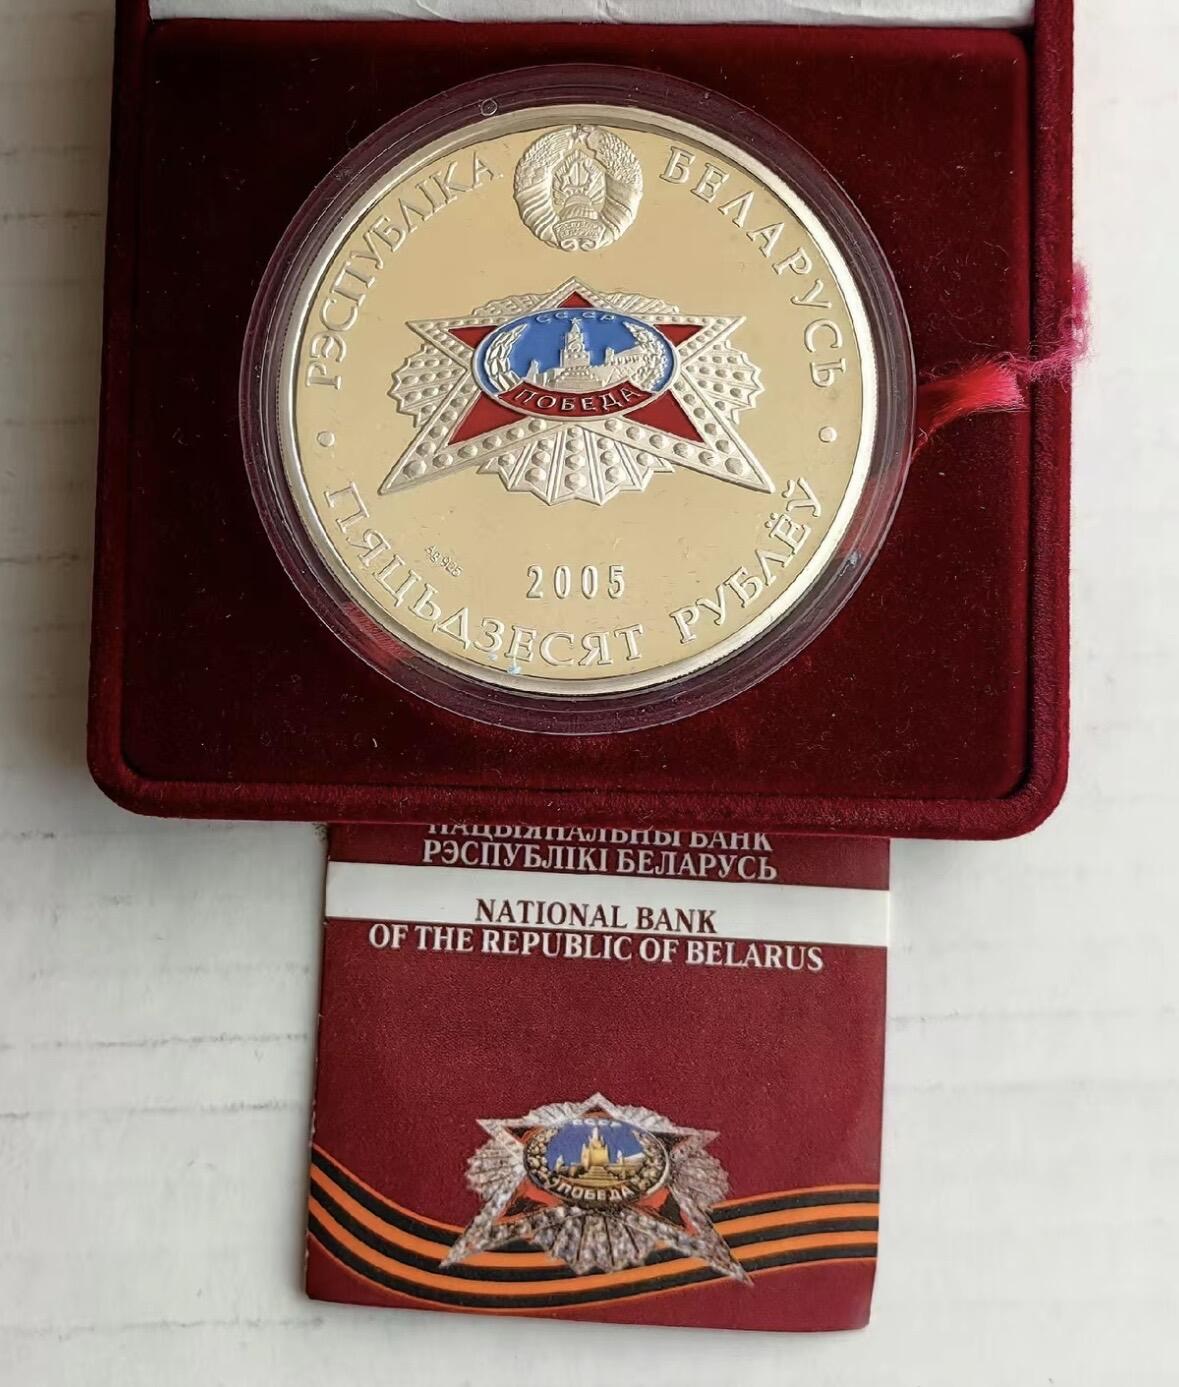 РЭСПУБЛІКА БЕЛАРУСЬ
СССР
ПОБЕДА
Ag 925
2005
ПЯЦЬДЗЕСЯТ РУБЛЁЎ
НАЦЫЯНАЛЬНЫ БАНК
РЭСПУБЛІКІ БЕЛАРУСЬ
NATIONAL BANK
OF THE REPUBLIC OF BELARUS
СССР
ПОБЕДА